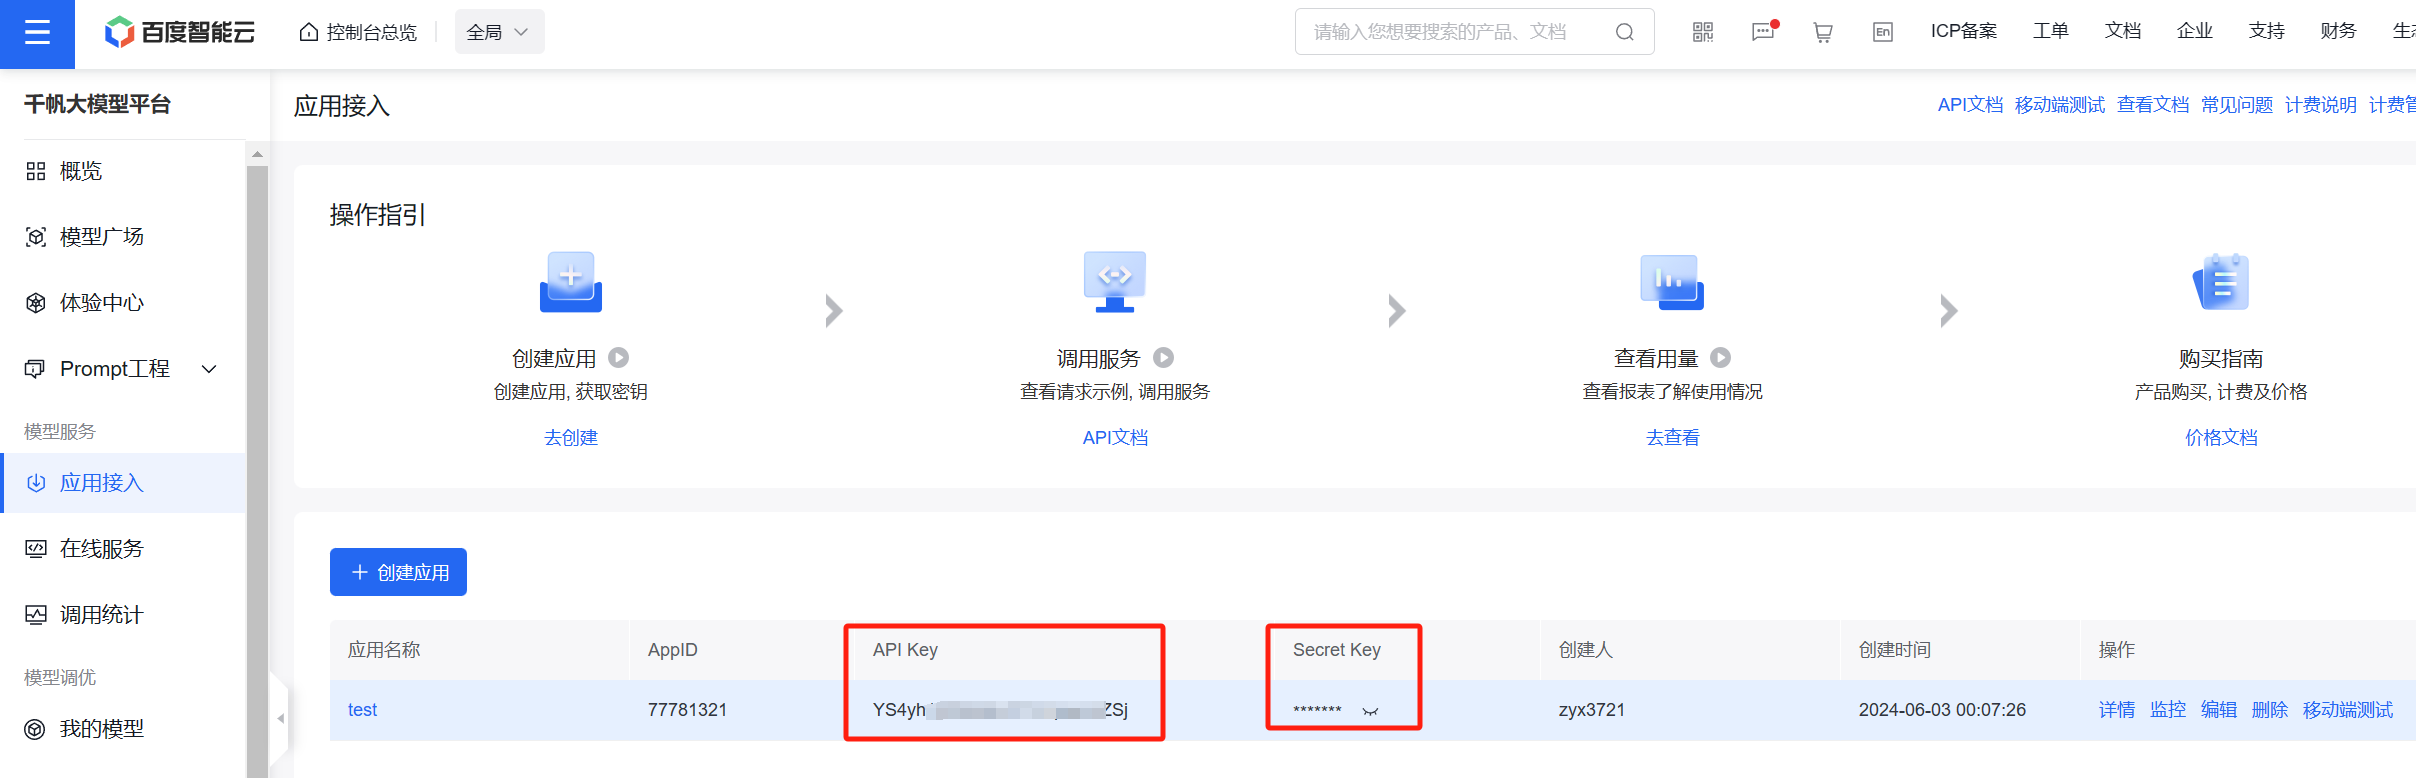 百度智能云 控制台总览 全局 请输入您想要搜索的产品、文档 En ICP备案 工单 文档 企业 支持 财务
千帆大模型平台
应用接入
API文档 移动端测试 查看文档 常见问题 计费说明
概览
模型广场
体验中心
Prompt工程
模型服务
应用接入
在线服务
调用统计
模型调优
我的模型
操作指引
创建应用
创建应用, 获取密钥
去创建
调用服务
查看请求示例, 调用服务
API文档
查看用量
查看报表了解使用情况
去查看
购买指南
产品购买, 计费及价格
价格文档
创建应用
应用名称 AppID API Key Secret Key 创建人 创建时间 操作
test 77781321 YS4yh ZSj ******* zyx3721 2024-06-03 00:07:26 详情 监控 编辑 删除 移动端测试